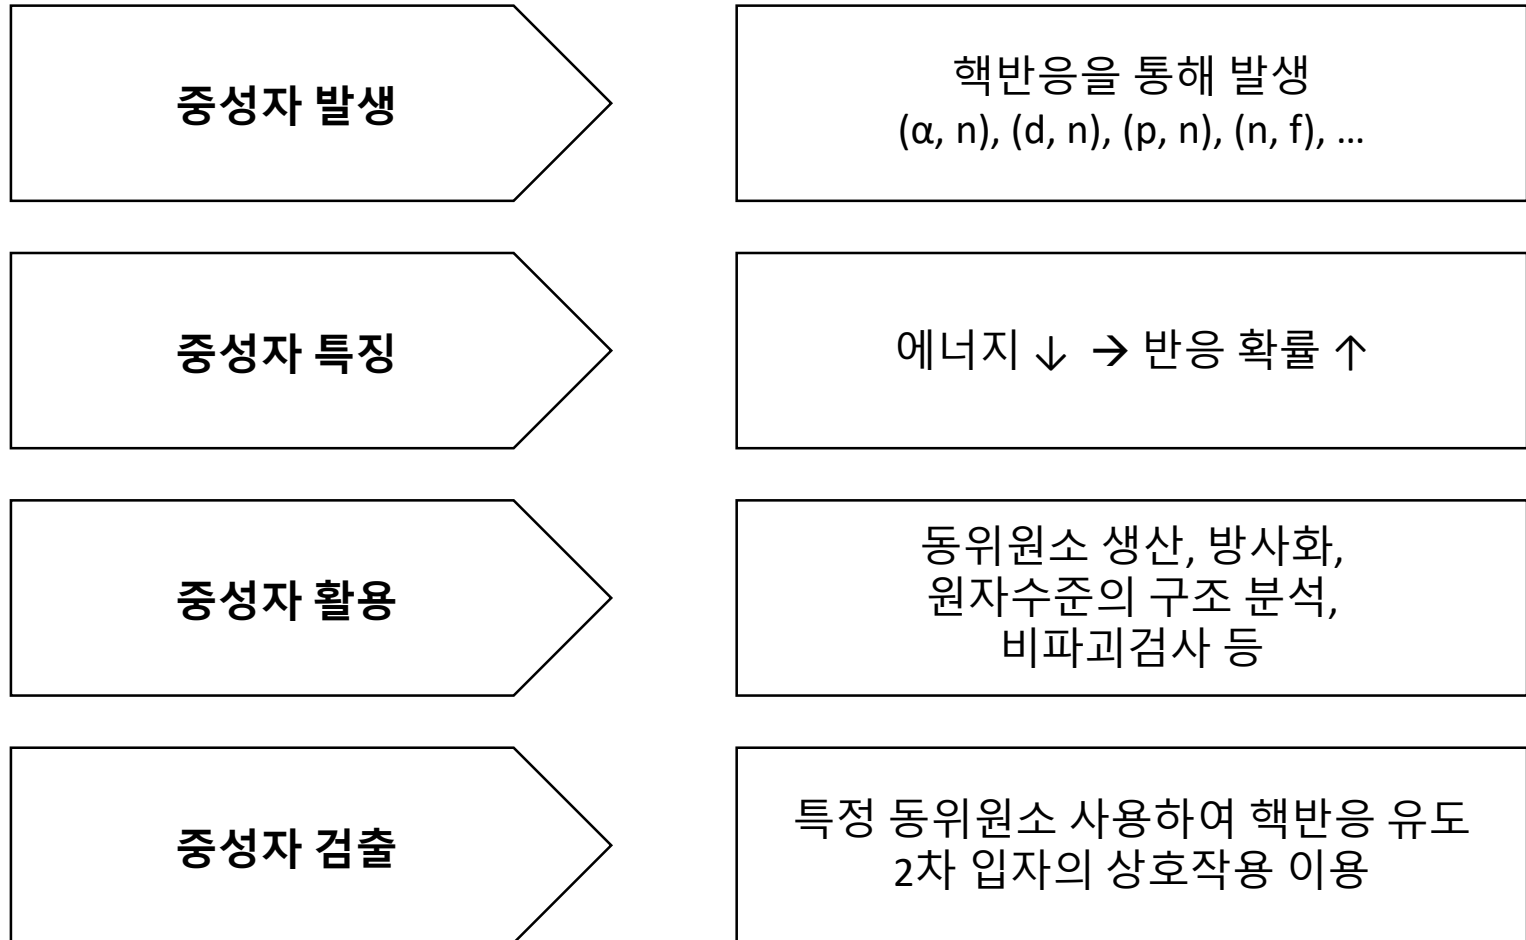 중성자 발생
핵반응을 통해 발생
(α, n), (d, n), (p, n), (n, f), …
중성자 특징
에너지 ↓ → 반응 확률 ↑
중성자 활용
동위원소 생산, 방사화,
원자수준의 구조 분석,
비파괴검사 등
중성자 검출
특정 동위원소 사용하여 핵반응 유도
2차 입자의 상호작용 이용